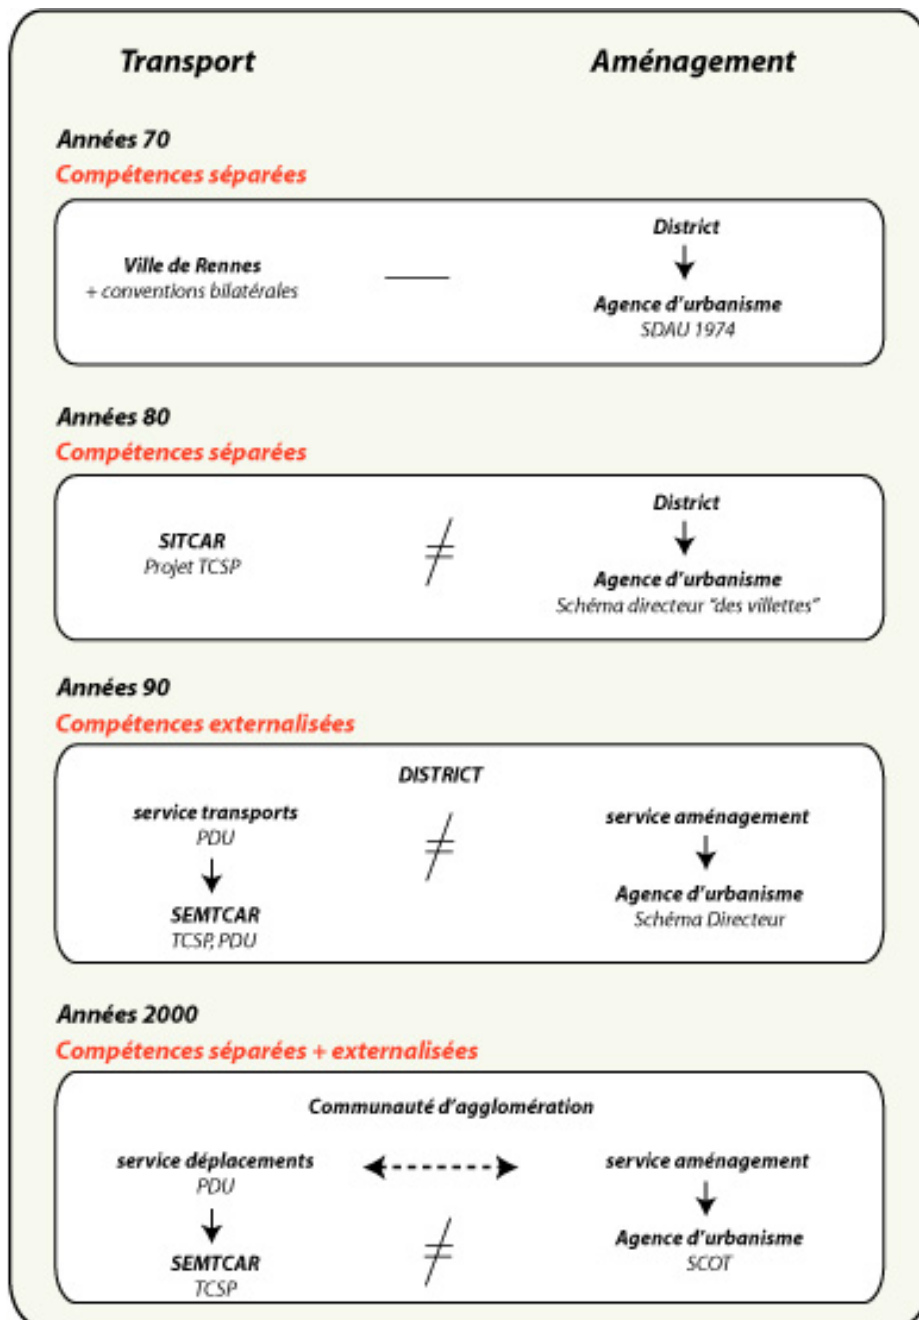 Transport Aménagement
Années 70
Compétences séparées
Ville de Rennes
+ conventions bilatérales
District
Agence d'urbanisme
SDAU 1974
Années 80
Compétences séparées
SITCAR
Projet TCSP
District
Agence d'urbanisme
Schéma directeur "des villettes"
Années 90
Compétences externalisées
DISTRICT
service transports
PDU
SEMTCAR
TCSP, PDU
service aménagement
Agence d'urbanisme
Schéma Directeur
Années 2000
Compétences séparées + externalisées
Communauté d'agglomération
service déplacements
PDU
SEMTCAR
TCSP
service aménagement
Agence d'urbanisme
SCOT